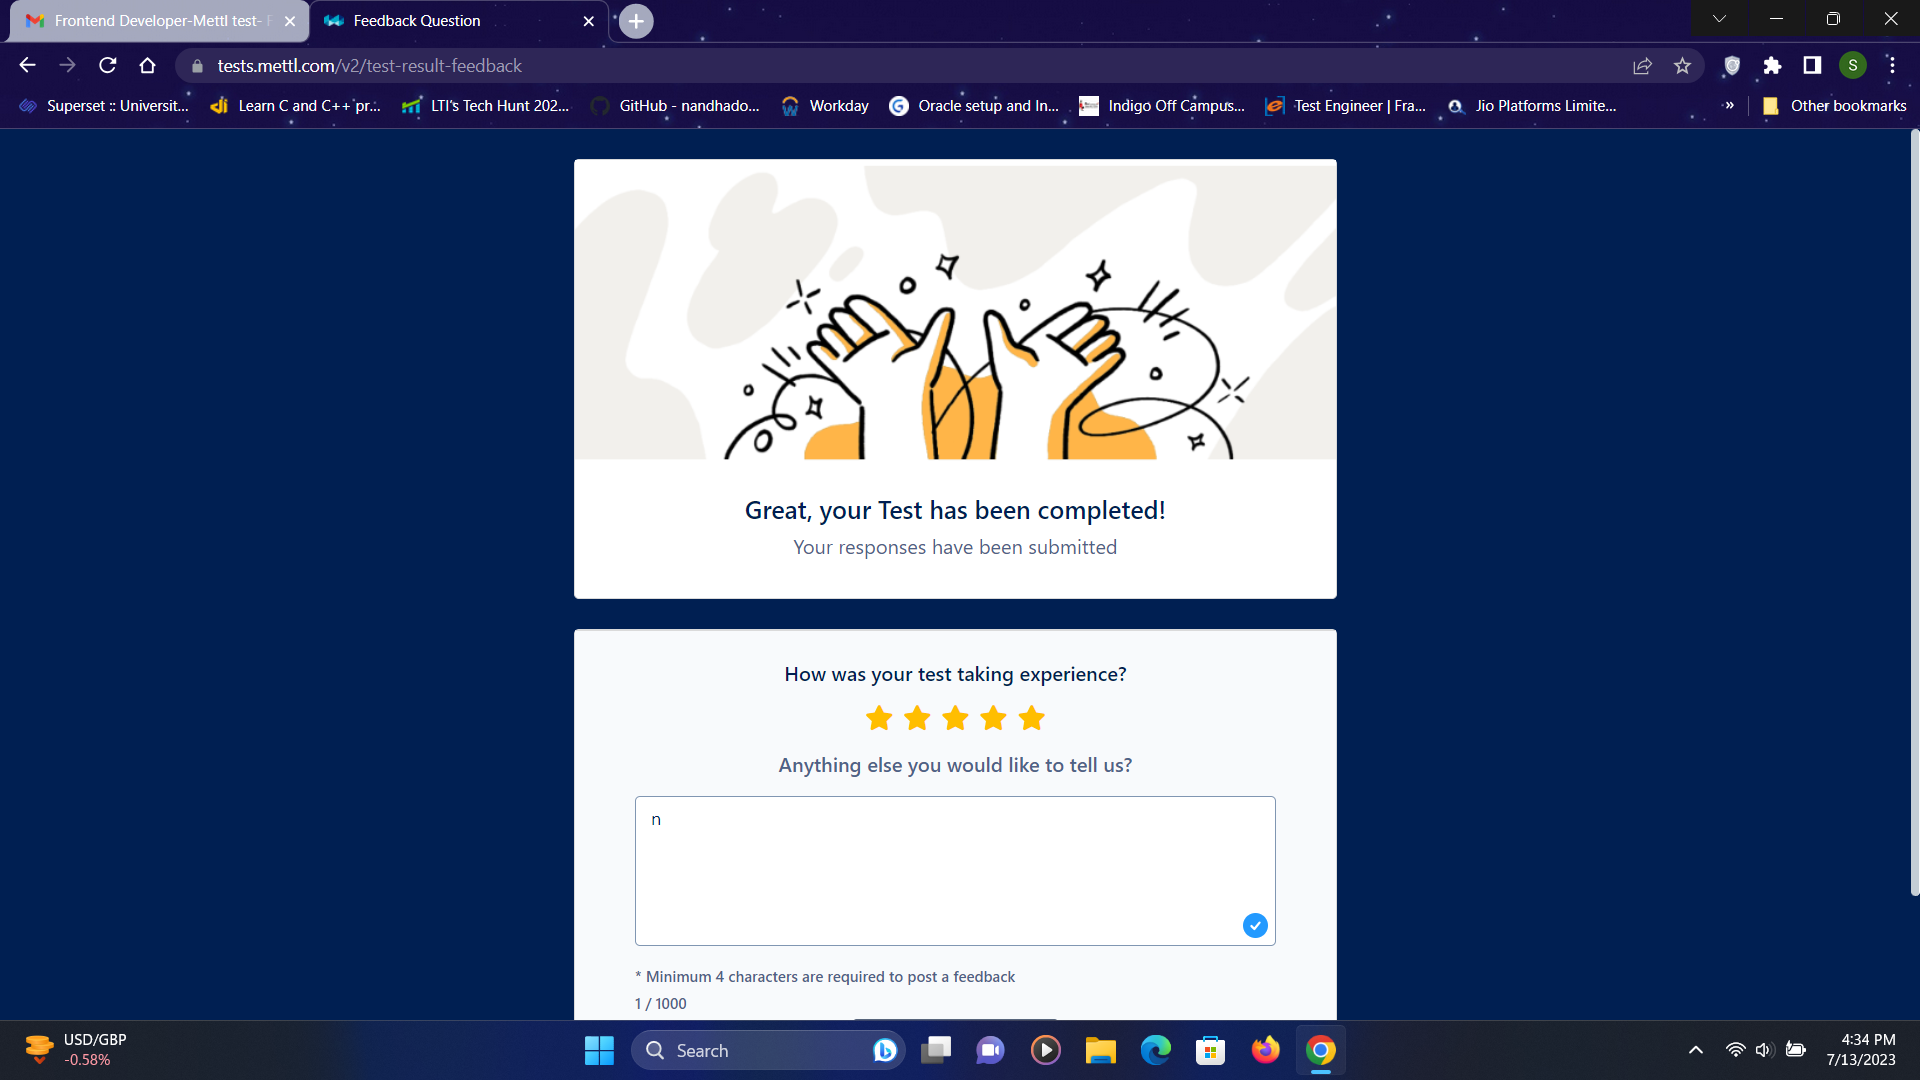 Frontend Developer-Mettl test- F
Feedback Question
tests.mettl.com/v2/test-result-feedback
S
Superset :: Universit...
Learn C and C++ pr...
LTI's Tech Hunt 202...
GitHub - nandhado...
Workday
Oracle setup and In...
Indigo Off Campus...
Test Engineer | Fra...
Jio Platforms Limite...
»
Other bookmarks
Great, your Test has been completed!
Your responses have been submitted
How was your test taking experience?
Anything else you would like to tell us?
n
* Minimum 4 characters are required to post a feedback
1 / 1000
USD/GBP
-0.58%
Search
4:34 PM
7/13/2023